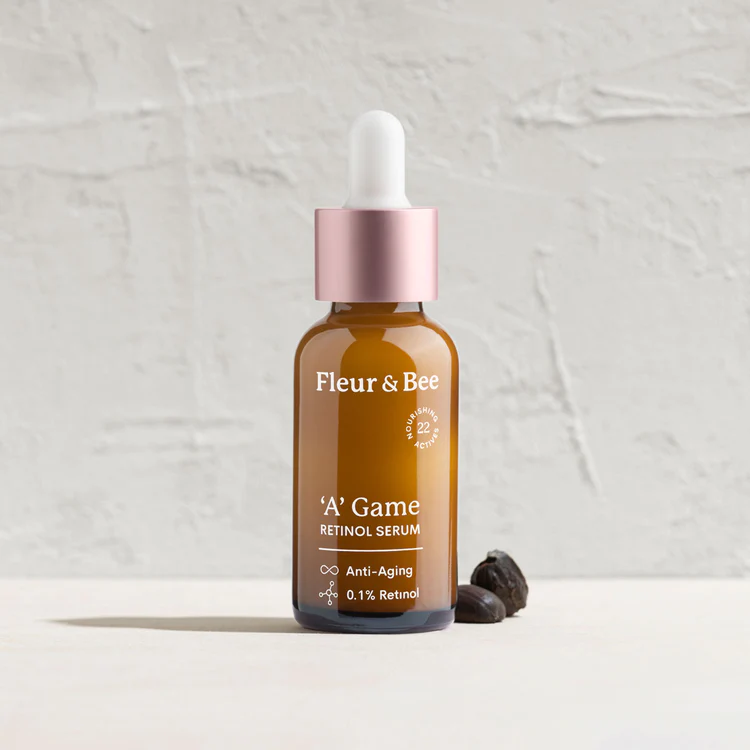 Fleur & Bee
NOURISHING
22
ACTIVES
‘A’ Game
RETINOL SERUM
Anti-Aging
0.1% Retinol